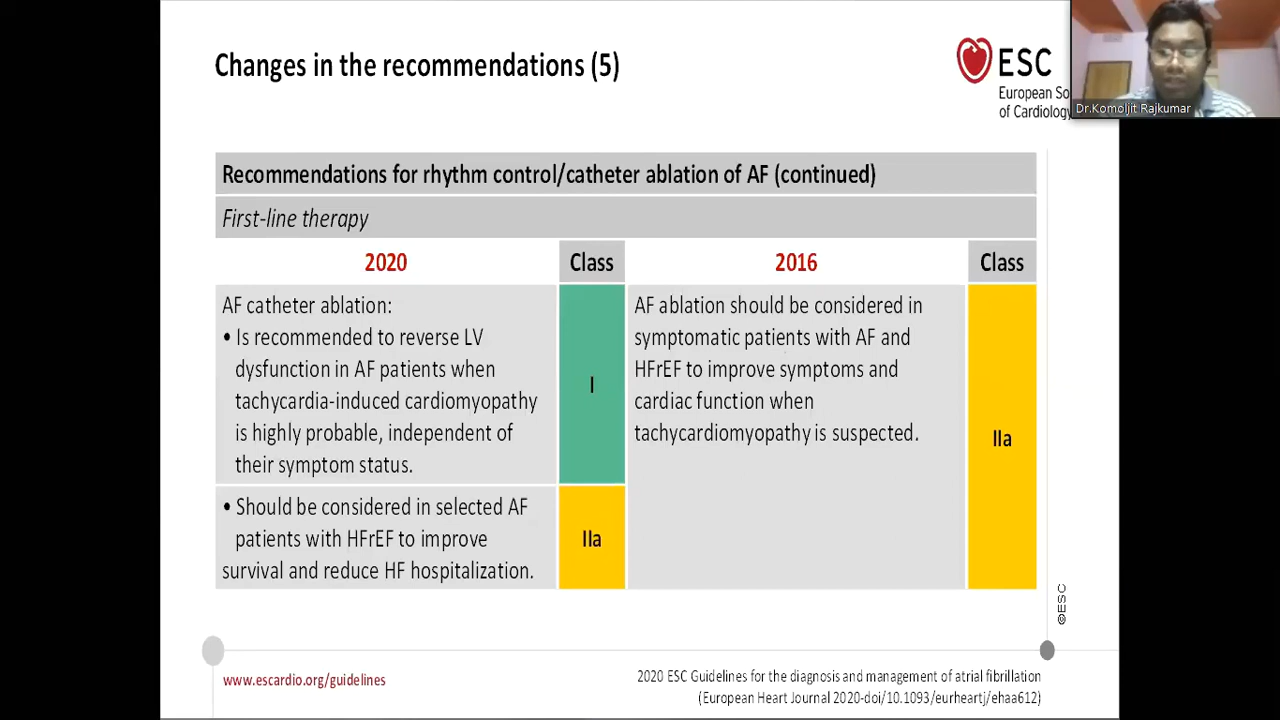 Changes in the recommendations (5)
ESC
European So
of Cardiology
Dr.Komoljit Rajkumar
Recommendations for rhythm control/catheter ablation of AF (continued)
First-line therapy
2020
Class
2016
Class
AF catheter ablation:
• Is recommended to reverse LV
dysfunction in AF patients when
tachycardia-induced cardiomyopathy
is highly probable, independent of
their symptom status.
I
AF ablation should be considered in
symptomatic patients with AF and
HFrEF to improve symptoms and
cardiac function when
tachycardiomyopathy is suspected.
IIa
• Should be considered in selected AF
patients with HFrEF to improve
survival and reduce HF hospitalization.
IIa
©ESC
www.escardio.org/guidelines
2020 ESC Guidelines for the diagnosis and management of atrial fibrillation
(European Heart Journal 2020-doi/10.1093/eurheartj/ehaa612)